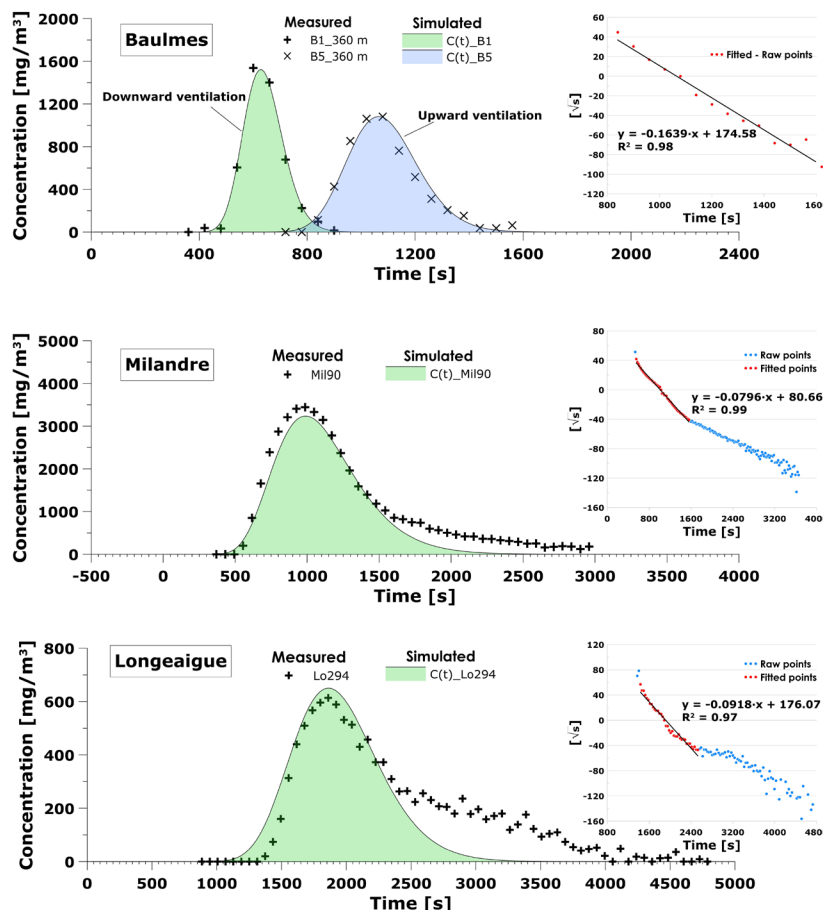 Baulmes
Measured
Simulated
B1_360 m
C(t)_B1
B5_360 m
C(t)_B5
Downward ventilation
Upward ventilation
Concentration [mg/m³]
2000
1600
1200
800
400
0
0
400
800
1200
1600
2000
2400
Time [s]
60
40
20
0
-20
-40
-60
-80
-100
-120
[√s]
Fitted - Raw points
y = -0.1639·x + 174.58
R² = 0.98
800
1000
1200
1400
1600
Time [s]
Milandre
Measured
Simulated
Mil90
C(t)_Mil90
Concentration [mg/m³]
5000
4000
3000
2000
1000
0
-500
0
500
1000
1500
2000
2500
3000
3500
4000
Time [s]
80
40
0
-40
-80
-120
-160
[√s]
Raw points
Fitted points
y = -0.0796·x + 80.66
R² = 0.99
0
800
1600
2400
3200
400
Time [s]
Longeaigue
Measured
Simulated
Lo294
C(t)_Lo294
Concentration [mg/m³]
800
600
400
200
0
0
1000
2000
3000
4000
5000
Time [s]
120
80
40
0
-40
-80
-120
-160
[√s]
Raw points
Fitted points
y = -0.0918·x + 176.07
R² = 0.97
800
1600
2400
3200
4000
4800
Time [s]